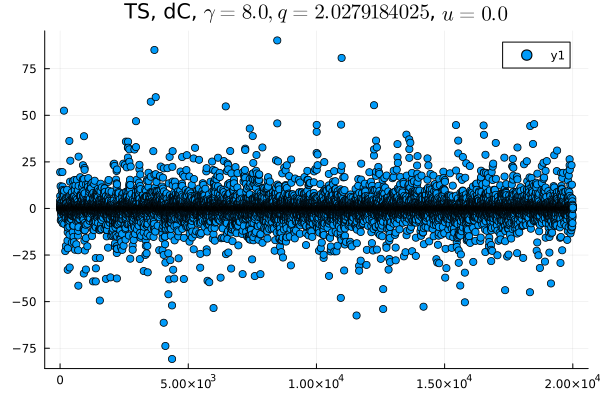 TS, dC, γ = 8.0, q = 2.0279184025, u = 0.0
y1
75
50
25
0
−25
−50
−75
0 5.00×10³ 1.00×10⁴ 1.50×10⁴ 2.00×10⁴